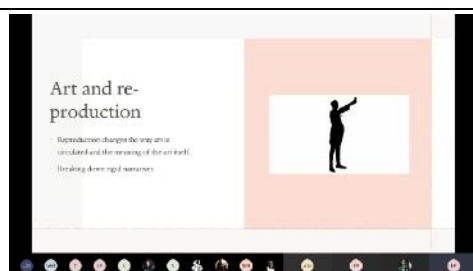 Art and re-
production
Reproduction changes the way art is
circulated and the meaning of the art itself.
Breaking down rigid narratives